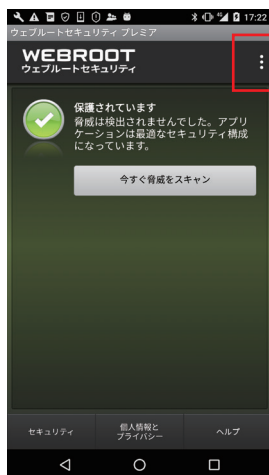 17:22
ウェブルートセキュリティ プレミア
WEBROOT
ウェブルートセキュリティ
保護されています
脅威は検出されませんでした。アプリ
ケーションは最適なセキュリティ構成
になっています。
今すぐ脅威をスキャン
セキュリティ
個人情報と
プライバシー
ヘルプ